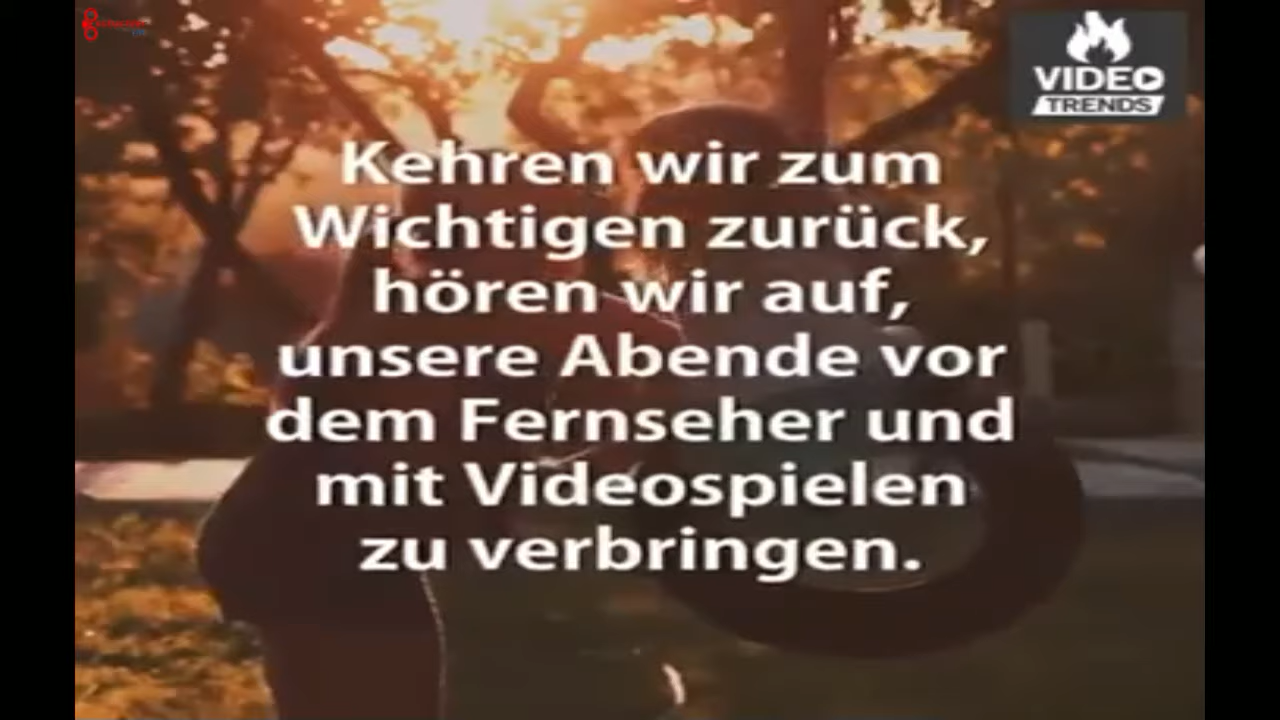 VIDEO
TRENDS
Kehren wir zum
Wichtigen zurück,
hören wir auf,
unsere Abende vor
dem Fernseher und
mit Videospielen
zu verbringen.